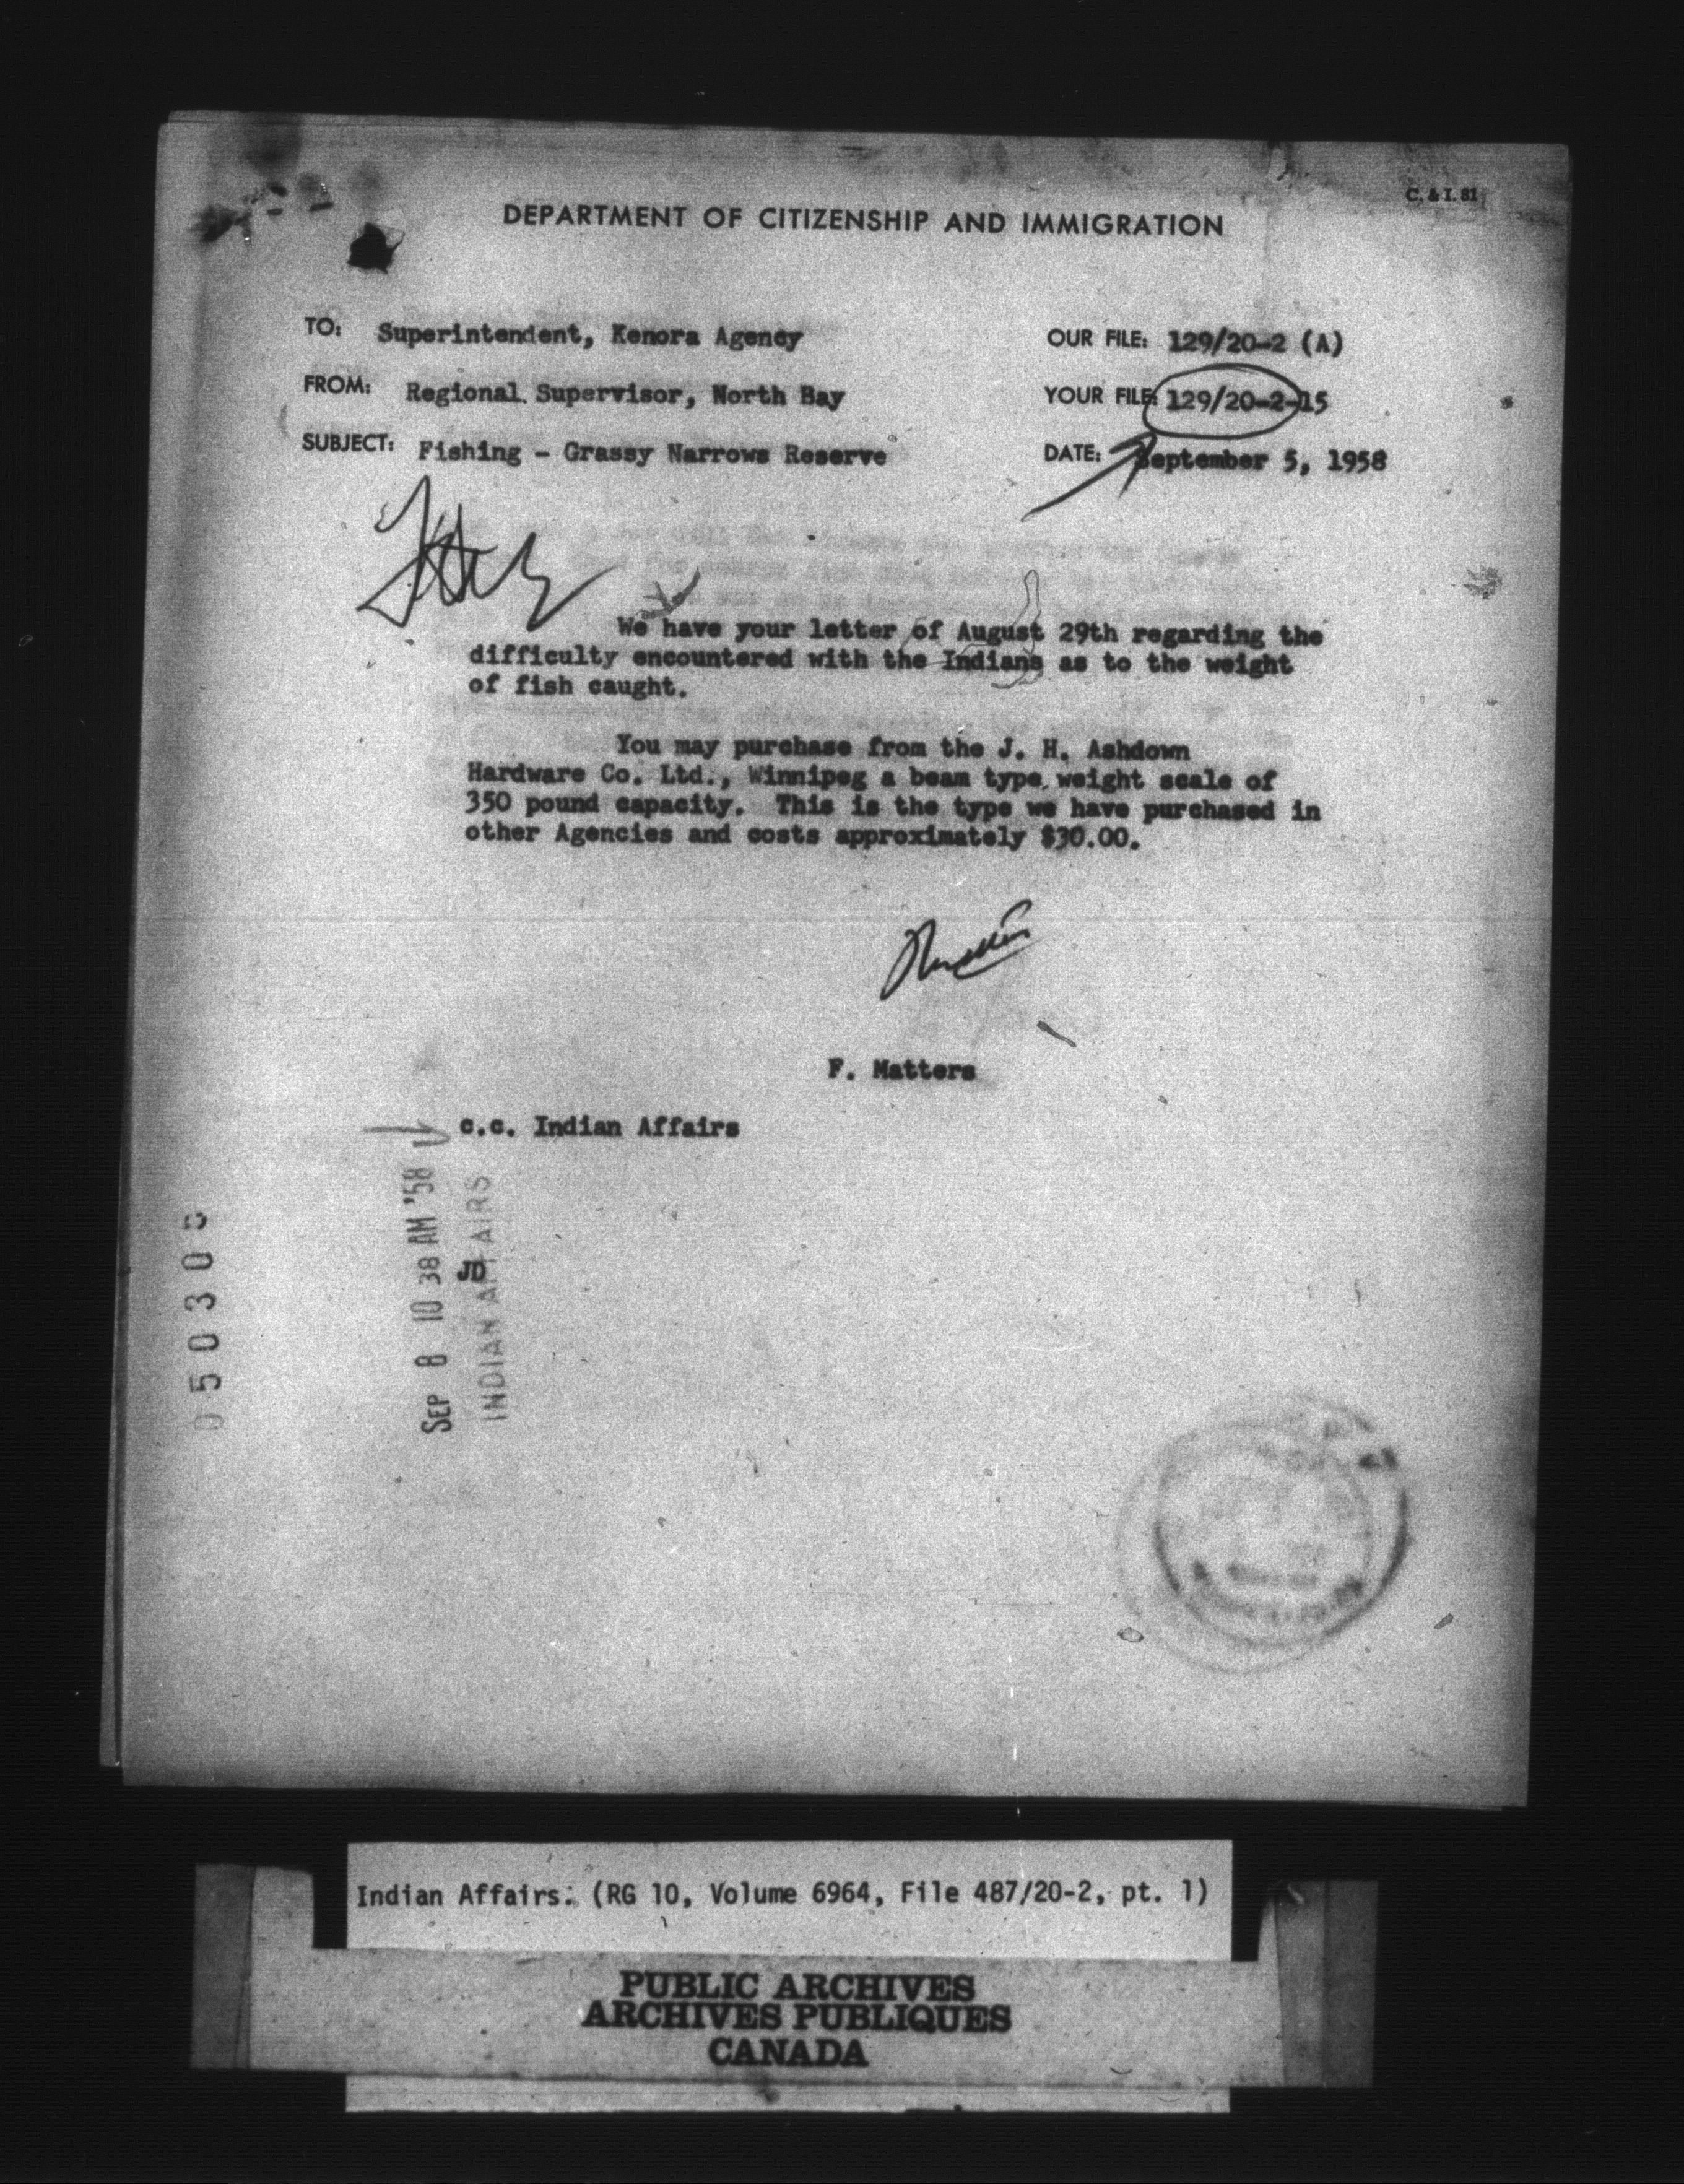 C. & I. 81
DEPARTMENT OF CITIZENSHIP AND IMMIGRATION
TO: Superintendent, Kenora Agency
OUR FILE: 129/20-2 (A)
FROM: Regional Supervisor, North Bay
YOUR FILE: 129/20-2-15
SUBJECT: Fishing - Grassy Narrows Reserve
DATE: September 5, 1958
We have your letter of August 29th regarding the
difficulty encountered with the Indians as to the weight
of fish caught.
You may purchase from the J. H. Ashdown
Hardware Co. Ltd., Winnipeg a beam type weight scale of
350 pound capacity. This is the type we have purchased in
other Agencies and costs approximately $30.00.
F. Matters
c.c. Indian Affairs
JD
SEP 8 10 38 AM '58
INDIAN AFFAIRS
Indian Affairs. (RG 10, Volume 6964, File 487/20-2, pt. 1)
PUBLIC ARCHIVES
ARCHIVES PUBLIQUES
CANADA